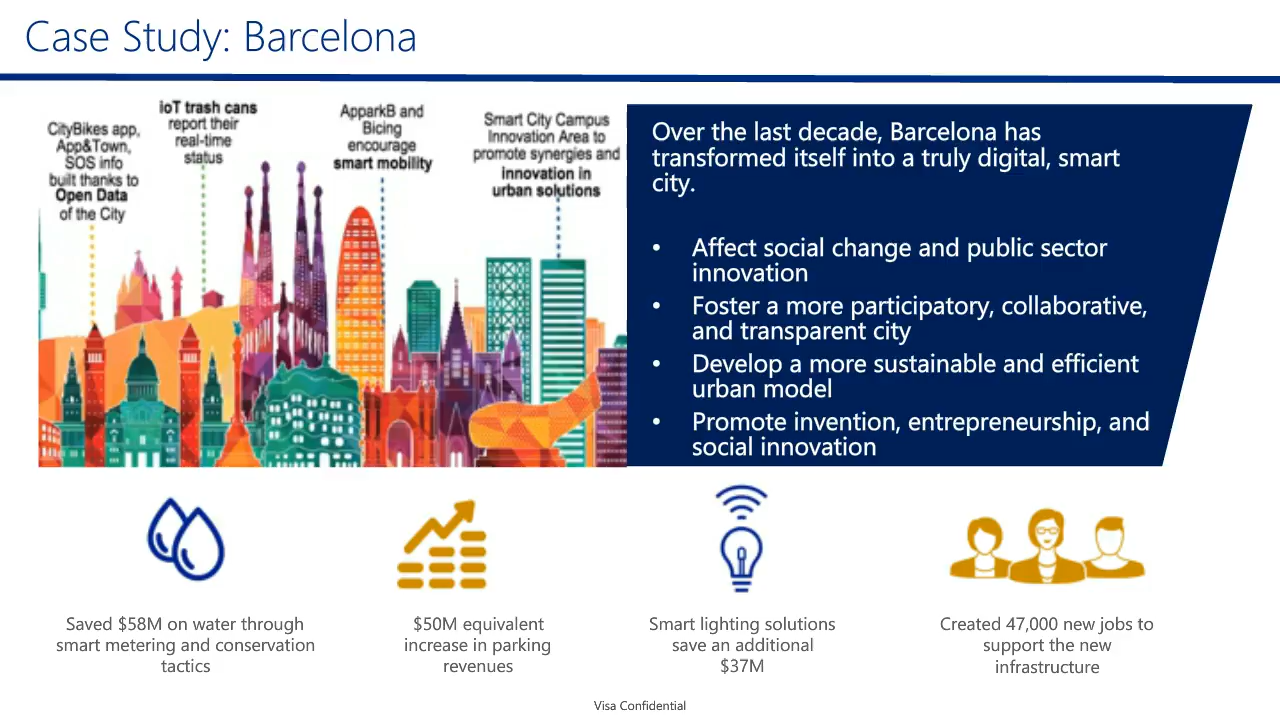 Case Study: Barcelona
CityBikes app,
App&Town,
SOS info
built thanks to
Open Data
of the City
ioT trash cans
report their
real-time
status
ApparkB and
Bicing
encourage
smart mobility
Smart City Campus
Innovation Area to
promote synergies and
innovation in
urban solutions
Over the last decade, Barcelona has
transformed itself into a truly digital, smart
city.
• Affect social change and public sector
innovation
• Foster a more participatory, collaborative,
and transparent city
• Develop a more sustainable and efficient
urban model
• Promote invention, entrepreneurship, and
social innovation
Saved $58M on water through
smart metering and conservation
tactics
$50M equivalent
increase in parking
revenues
Smart lighting solutions
save an additional
$37M
Created 47,000 new jobs to
support the new
infrastructure
Visa Confidential